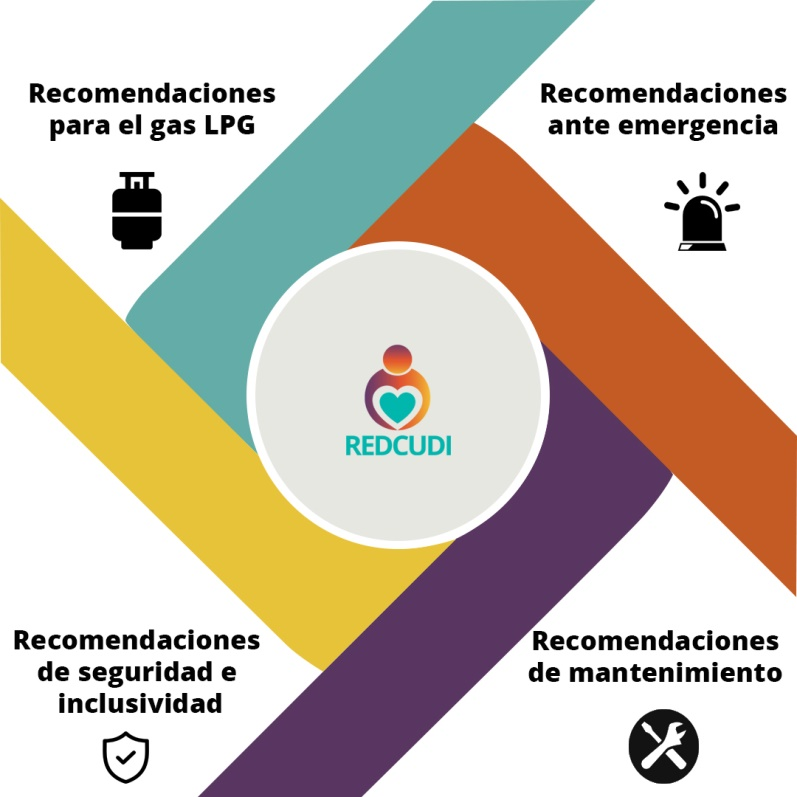 Recomendaciones
para el gas LPG
Recomendaciones
ante emergencia
REDCUDI
Recomendaciones
de seguridad e
inclusividad
Recomendaciones
de mantenimiento